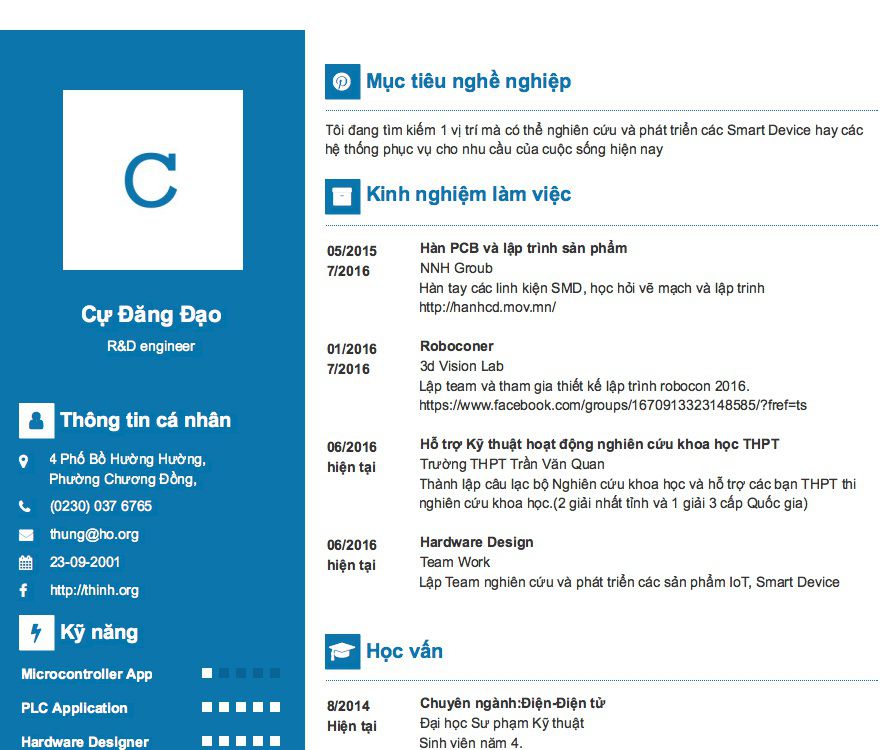 C
Cự Đăng Đạo
R&D engineer
Thông tin cá nhân
4 Phố Bồ Hường Hường,
Phường Chương Đồng,
(0230) 037 6765
thung@ho.org
23-09-2001
http://thinh.org
Kỹ năng
Microcontroller App
PLC Application
Hardware Designer
Mục tiêu nghề nghiệp
Tôi đang tìm kiếm 1 vị trí mà có thể nghiên cứu và phát triển các Smart Device hay các
hệ thống phục vụ cho nhu cầu của cuộc sống hiện nay
Kinh nghiệm làm việc
05/2015
7/2016
Hàn PCB và lập trình sản phẩm
NNH Groub
Hàn tay các linh kiện SMD, học hỏi vẽ mạch và lập trinh
http://hanhcd.mov.mn/
01/2016
7/2016
Roboconer
3d Vision Lab
Lập team và tham gia thiết kế lập trình robocon 2016.
https://www.facebook.com/groups/1670913323148585/?fref=ts
06/2016
hiện tại
Hỗ trợ Kỹ thuật hoạt động nghiên cứu khoa học THPT
Trường THPT Trần Văn Quan
Thành lập câu lạc bộ Nghiên cứu khoa học và hỗ trợ các bạn THPT thi
nghiên cứu khoa học.(2 giải nhất tỉnh và 1 giải 3 cấp Quốc gia)
06/2016
hiện tại
Hardware Design
Team Work
Lập Team nghiên cứu và phát triển các sản phẩm IoT, Smart Device
Học vấn
8/2014
Hiện tại
Chuyên ngành:Điện-Điện tử
Đại học Sư phạm Kỹ thuật
Sinh viên năm 4.